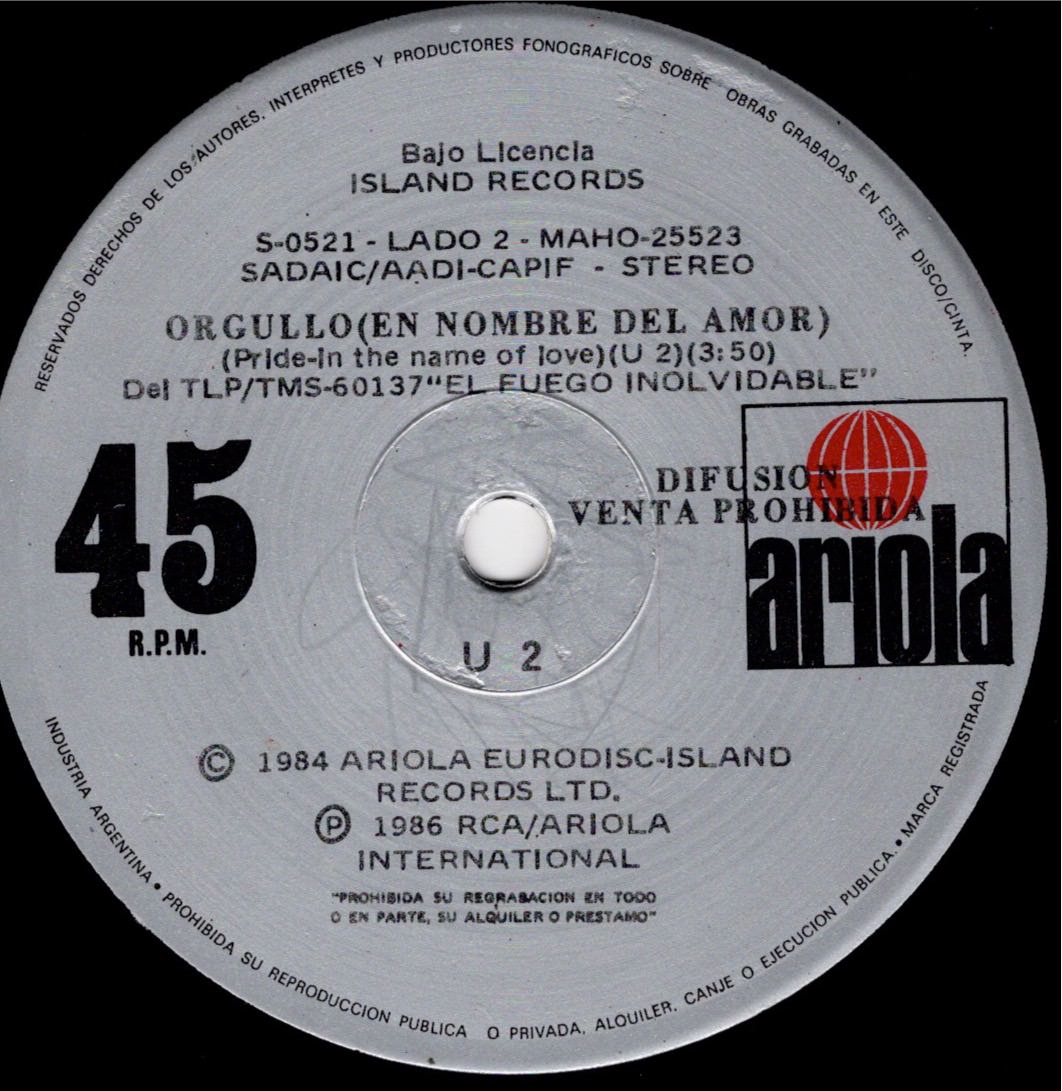 RESERVADOS DERECHOS DE LOS AUTORES, INTERPRETES Y PRODUCTORES FONOGRAFICOS SOBRE OBRAS GRABADAS EN ESTE DISCO/CINTA.
Bajo Licencia
ISLAND RECORDS
S-0521 - LADO 2 - MAHO-25523
SADAIC/AADI-CAPIF - STEREO
ORGULLO(EN NOMBRE DEL AMOR)
(Pride-in the name of love)(U 2)(3:50)
Del TLP/TMS-60137"EL FUEGO INOLVIDABLE"
45
R.P.M.
DIFUSION
VENTA PROHIBIDA
ariola
U 2
© 1984 ARIOLA EURODISC-ISLAND
RECORDS LTD.
℗ 1986 RCA/ARIOLA
INTERNATIONAL
"PROHIBIDA SU REGRABACION EN TODO
O EN PARTE, SU ALQUILER O PRESTAMO"
INDUSTRIA ARGENTINA • PROHIBIDA SU REPRODUCCION PUBLICA O PRIVADA, ALQUILER, CANJE O EJECUCION PUBLICA. • MARCA REGISTRADA